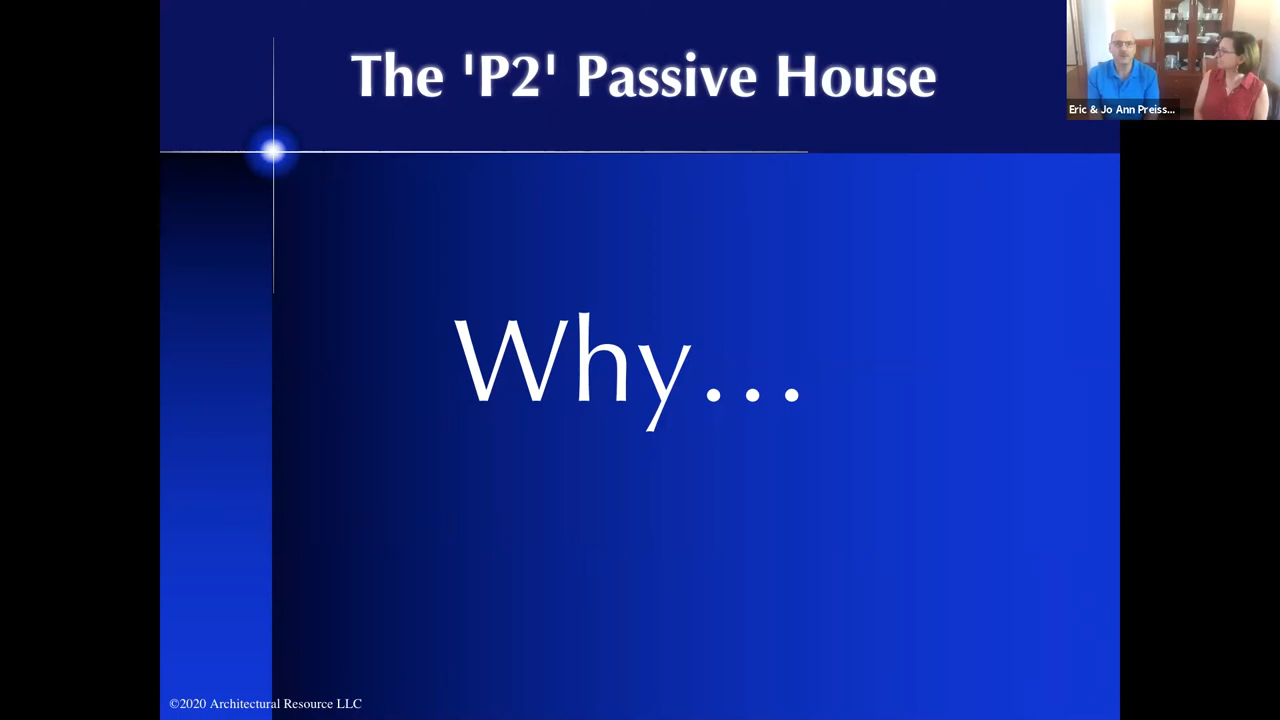 The 'P2' Passive House
Eric & Jo Ann Preiss...
Why...
©2020 Architectural Resource LLC